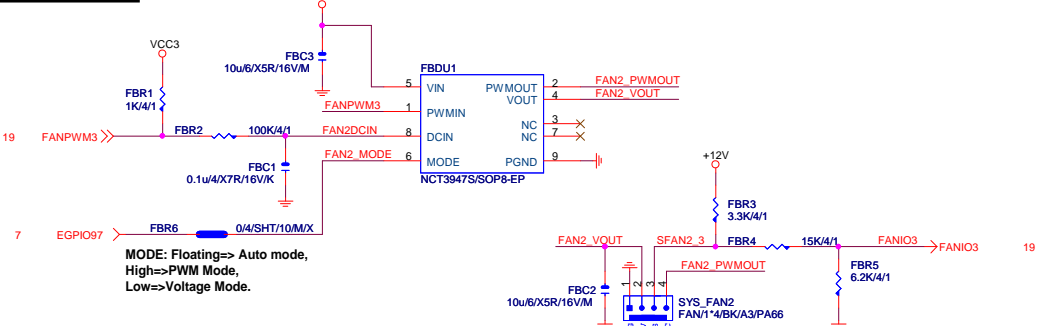 VCC3
FBC3
10u/6/X5R/16V/M
FBDU1
FBR1
1K/4/1
5
VIN
PWMOUT
2
FAN2_PWMOUT
VOUT
4
FAN2_VOUT
FANPWM3
1
PWMIN
NC
3
19
FANPWM3
FBR2
100K/4/1
FAN2DCIN
8
DCIN
NC
7
FAN2_MODE
6
MODE
PGND
9
FBC1
0.1u/4/X7R/16V/K
NCT3947S/SOP8-EP
+12V
FBR3
3.3K/4/1
7
EGPIO97
FBR6
0/4/SHT/10/M/X
MODE: Floating=> Auto mode,
High=>PWM Mode,
Low=>Voltage Mode.
FAN2_VOUT
SFAN2_3
FBR4
15K/4/1
FANIO3
FANIO3
19
FAN2_PWMOUT
FBR5
6.2K/4/1
FBC2
10u/6/X5R/16V/M
1
2
3
4
SYS_FAN2
FAN/1*4/BK/A3/PA66